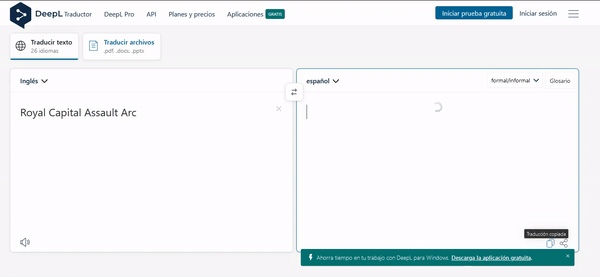 DeepL Traductor DeepL Pro API Planes y precios Aplicaciones GRATIS Iniciar prueba gratuita Iniciar sesión
Traducir texto
26 idiomas
Traducir archivos
.pdf, .docx, .pptx
Inglés
español
formal/informal
Glosario
Royal Capital Assault Arc
Traducción copiada
Ahorra tiempo en tu trabajo con DeepL para Windows. Descarga la aplicación gratuita.